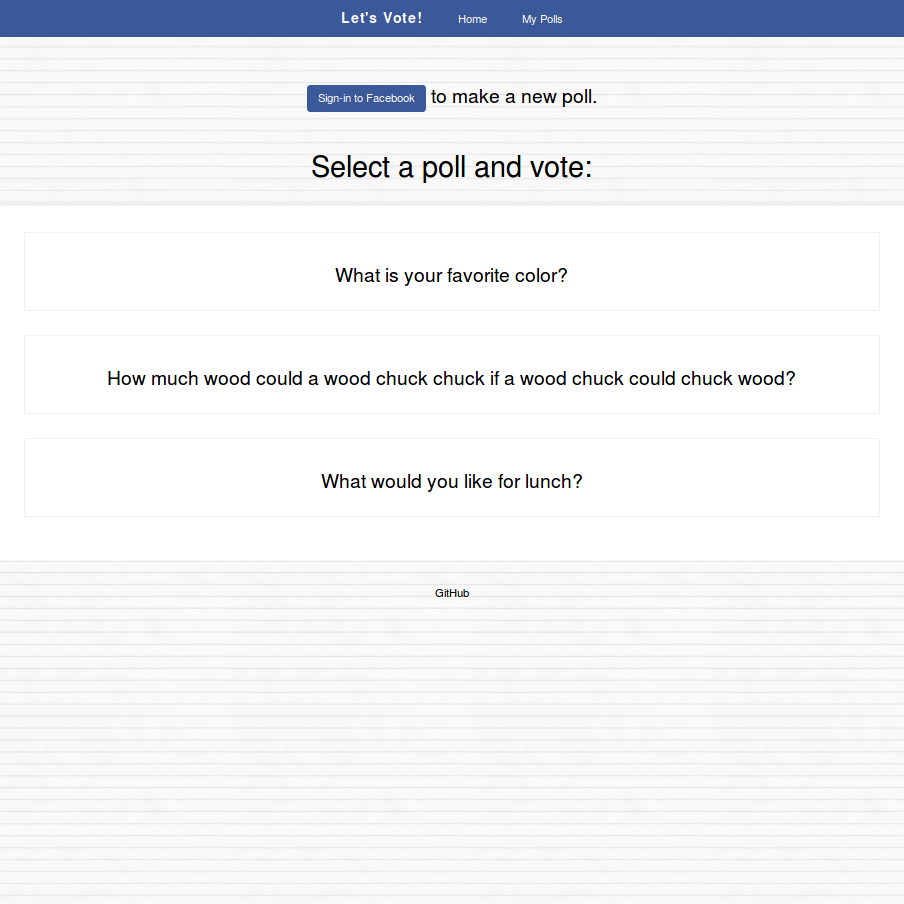 Let's Vote! Home My Polls
Sign-in to Facebook to make a new poll.
Select a poll and vote:
What is your favorite color?
How much wood could a wood chuck chuck if a wood chuck could chuck wood?
What would you like for lunch?
GitHub